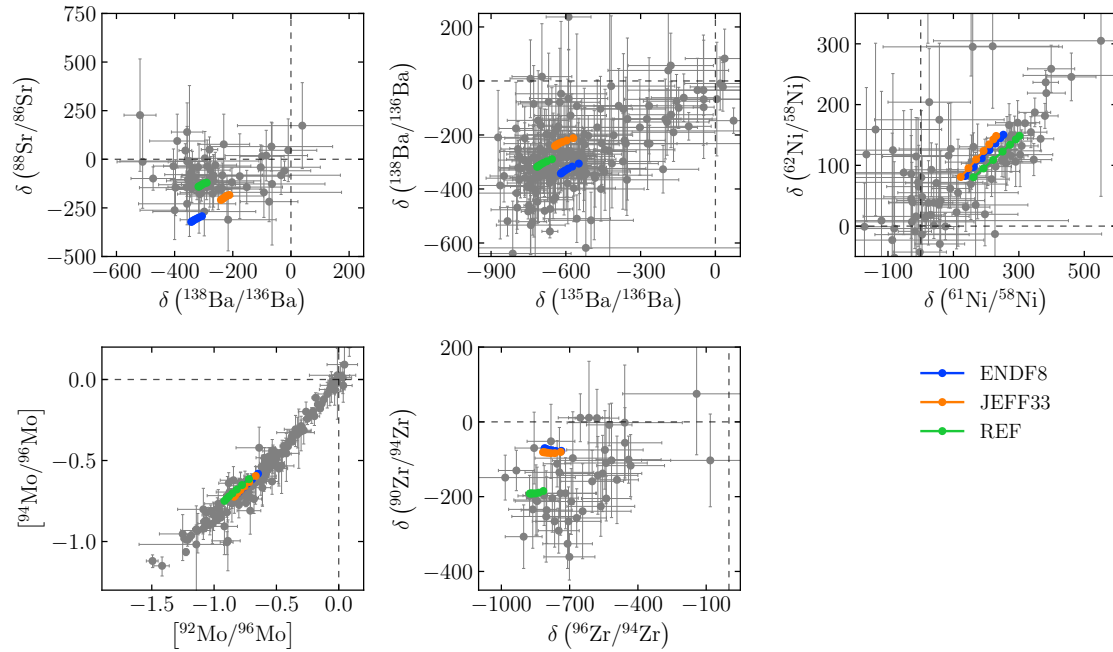 750
500
250
0
−250
−500
−600 −400 −200 0 200
δ (⁸⁸Sr/⁸⁶Sr)
δ (¹³⁸Ba/¹³⁶Ba)
200
0
−200
−400
−600
−900 −600 −300 0
δ (¹³⁸Ba/¹³⁶Ba)
δ (¹³⁵Ba/¹³⁶Ba)
300
200
100
0
−100 100 300 500
δ (⁶²Ni/⁵⁸Ni)
δ (⁶¹Ni/⁵⁸Ni)
0.0
−0.5
−1.0
−1.5 −1.0 −0.5 0.0
[⁹⁴Mo/⁹⁶Mo]
[⁹²Mo/⁹⁶Mo]
200
0
−200
−400
−1000 −700 −400 −100
δ (⁹⁰Zr/⁹⁴Zr)
δ (⁹⁶Zr/⁹⁴Zr)
ENDF8
JEFF33
REF